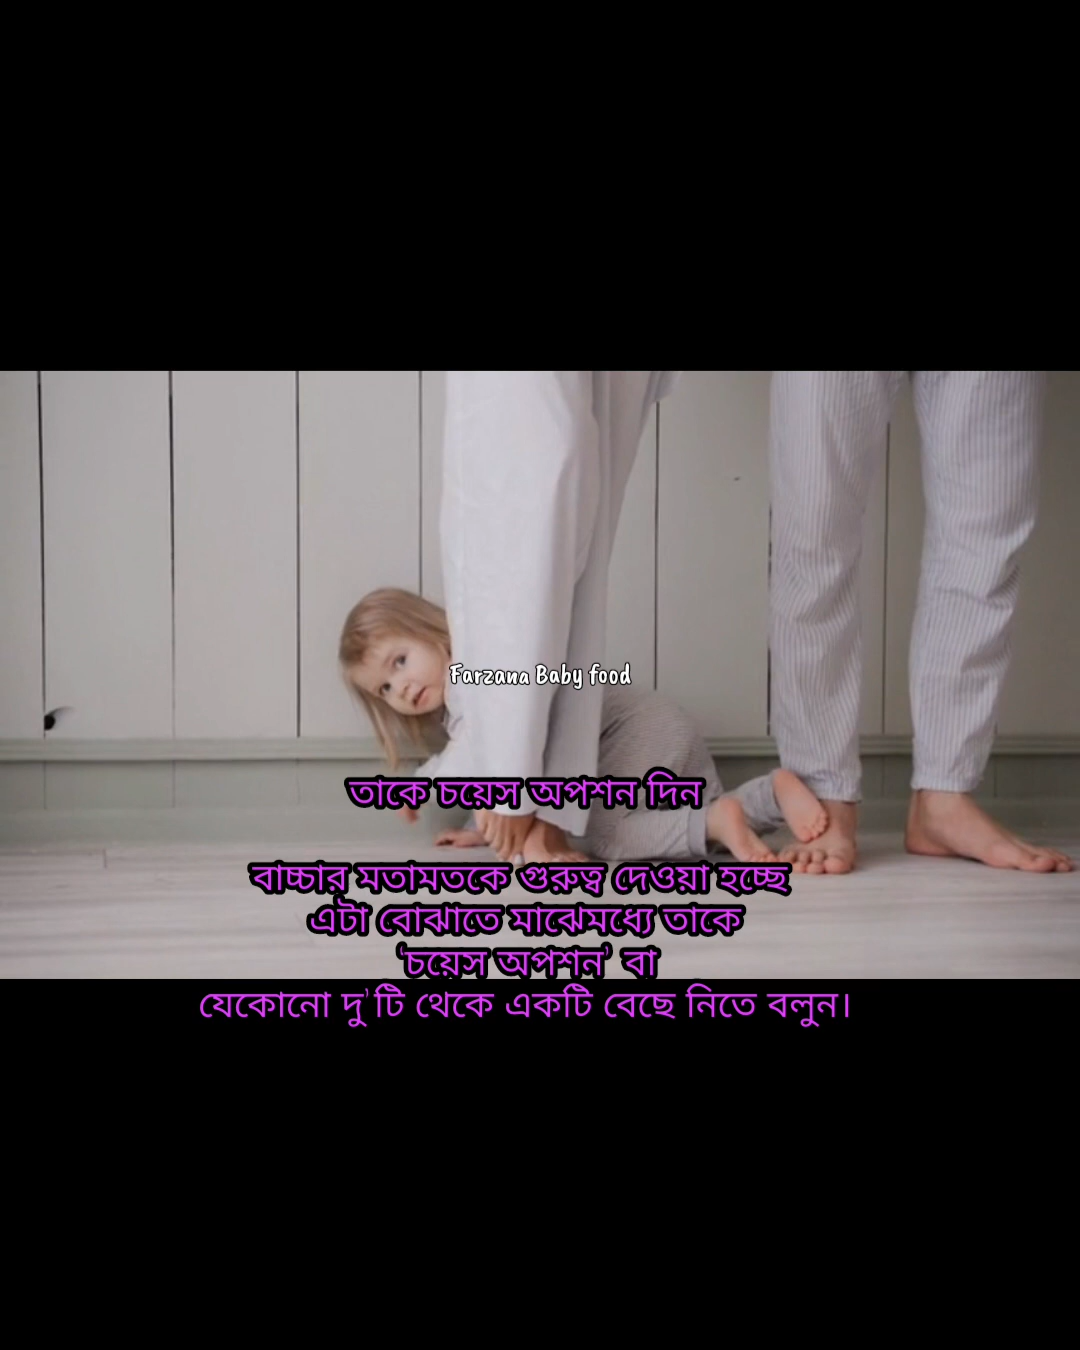 Farzana Baby food
তাকে চয়েস অপশন দিন
বাচ্চার মতামতকে গুরুত্ব দেওয়া হচ্ছে
এটা বোঝাতে মাঝেমধ্যে তাকে
‘চয়েস অপশন’ বা
যেকোনো দু’টি থেকে একটি বেছে নিতে বলুন।